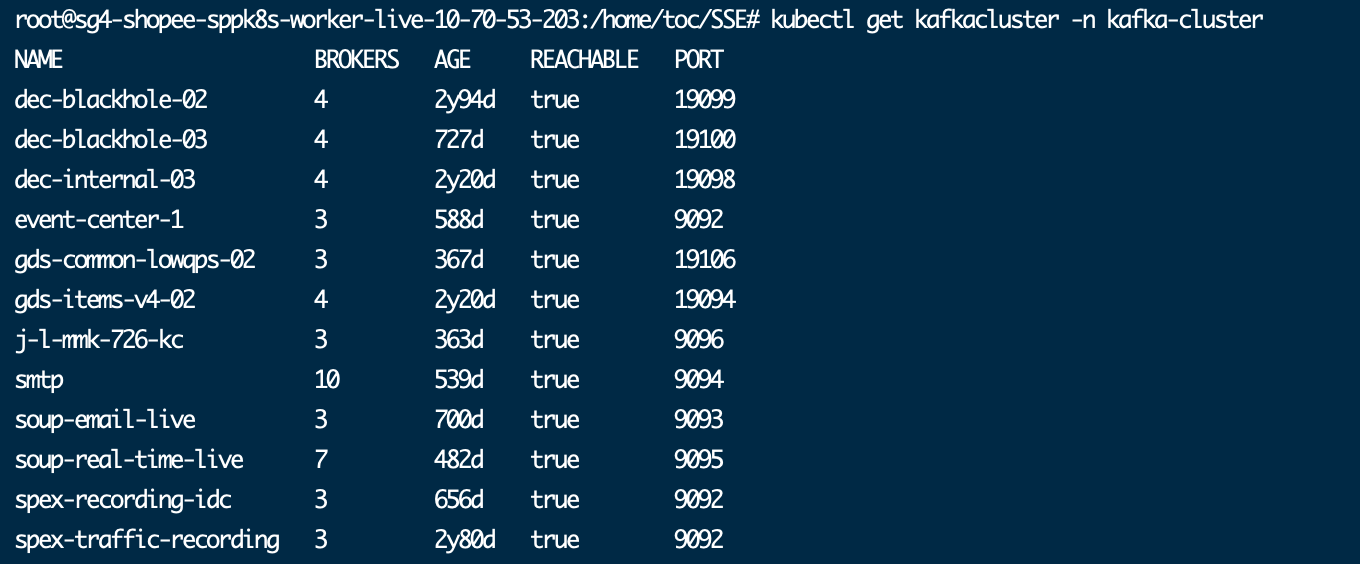 root@sg4-shopee-sppk8s-worker-live-10-70-53-203:/home/toc/SSE# kubectl get kafkacluster -n kafka-cluster
NAME BROKERS AGE REACHABLE PORT
dec-blackhole-02 4 2y94d true 19099
dec-blackhole-03 4 727d true 19100
dec-internal-03 4 2y20d true 19098
event-center-1 3 588d true 9092
gds-common-lowqps-02 3 367d true 19106
gds-items-v4-02 4 2y20d true 19094
j-l-mmk-726-kc 3 363d true 9096
smtp 10 539d true 9094
soup-email-live 3 700d true 9093
soup-real-time-live 7 482d true 9095
spex-recording-idc 3 656d true 9092
spex-traffic-recording 3 2y80d true 9092